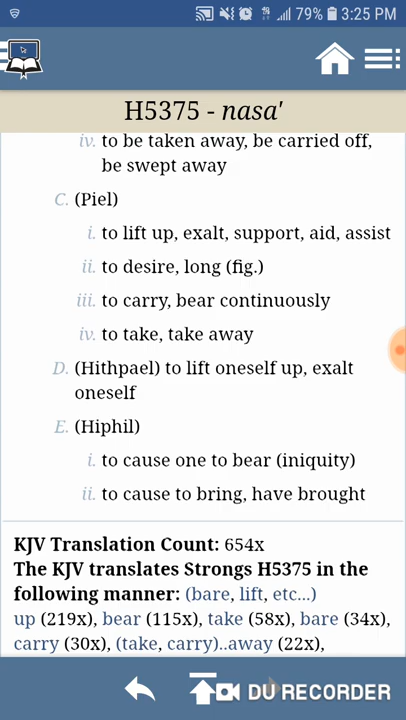 79% 3:25 PM
H5375 - nasa'
iv. to be taken away, be carried off,
be swept away
C. (Piel)
i. to lift up, exalt, support, aid, assist
ii. to desire, long (fig.)
iii. to carry, bear continuously
iv. to take, take away
D. (Hithpael) to lift oneself up, exalt
oneself
E. (Hiphil)
i. to cause one to bear (iniquity)
ii. to cause to bring, have brought
KJV Translation Count: 654x
The KJV translates Strongs H5375 in the
following manner: (bare, lift, etc...)
up (219x), bear (115x), take (58x), bare (34x),
carry (30x), (take, carry)..away (22x),
DU RECORDER